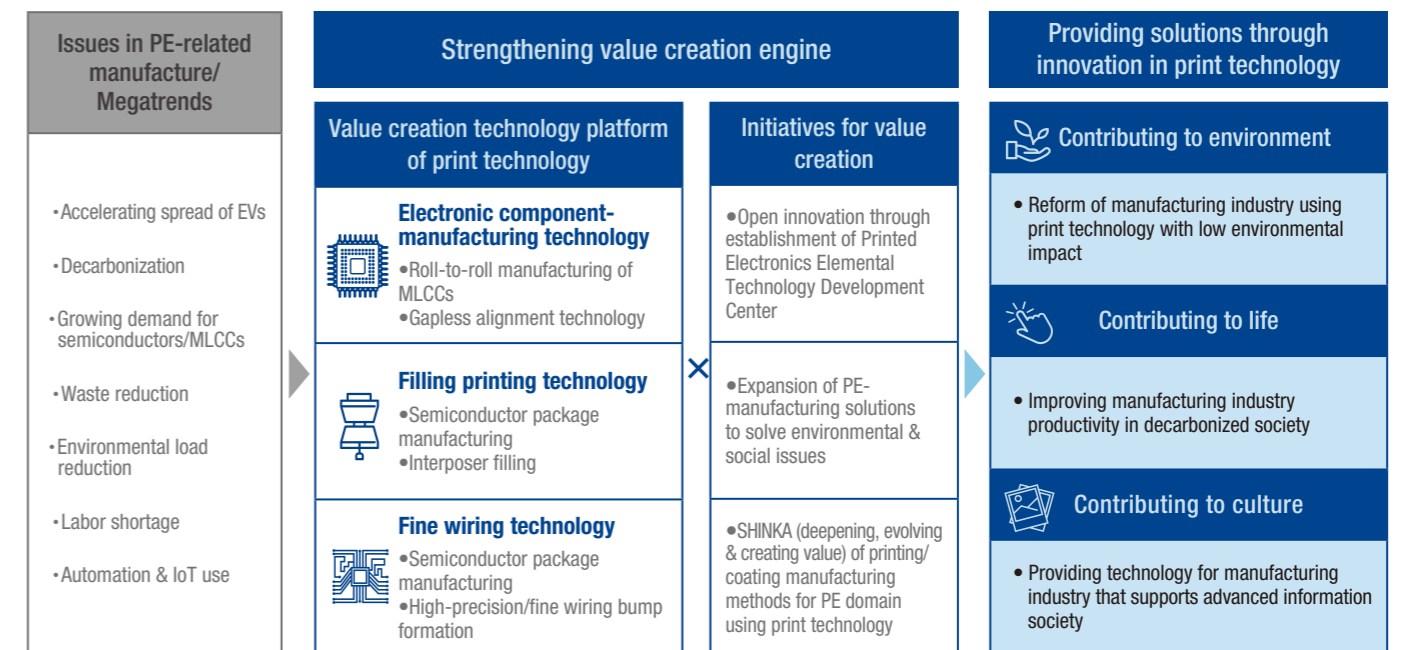 Issues in PE-related
manufacture/
Megatrends
・Accelerating spread of EVs
・Decarbonization
・Growing demand for
semiconductors/MLCCs
・Waste reduction
・Environmental load
reduction
・Labor shortage
・Automation & IoT use
Strengthening value creation engine
Value creation technology platform
of print technology
Electronic component-
manufacturing technology
●Roll-to-roll manufacturing of
MLCCs
●Gapless alignment technology
Filling printing technology
●Semiconductor package
manufacturing
●Interposer filling
Fine wiring technology
●Semiconductor package
manufacturing
●High-precision/fine wiring bump
formation
×
Initiatives for value
creation
●Open innovation through
establishment of Printed
Electronics Elemental
Technology Development
Center
●Expansion of PE-
manufacturing solutions
to solve environmental &
social issues
●SHINKA (deepening, evolving
& creating value) of printing/
coating manufacturing
methods for PE domain
using print technology
Providing solutions through
innovation in print technology
Contributing to environment
● Reform of manufacturing industry using
print technology with low environmental
impact
Contributing to life
● Improving manufacturing industry
productivity in decarbonized society
Contributing to culture
● Providing technology for manufacturing
industry that supports advanced information
society